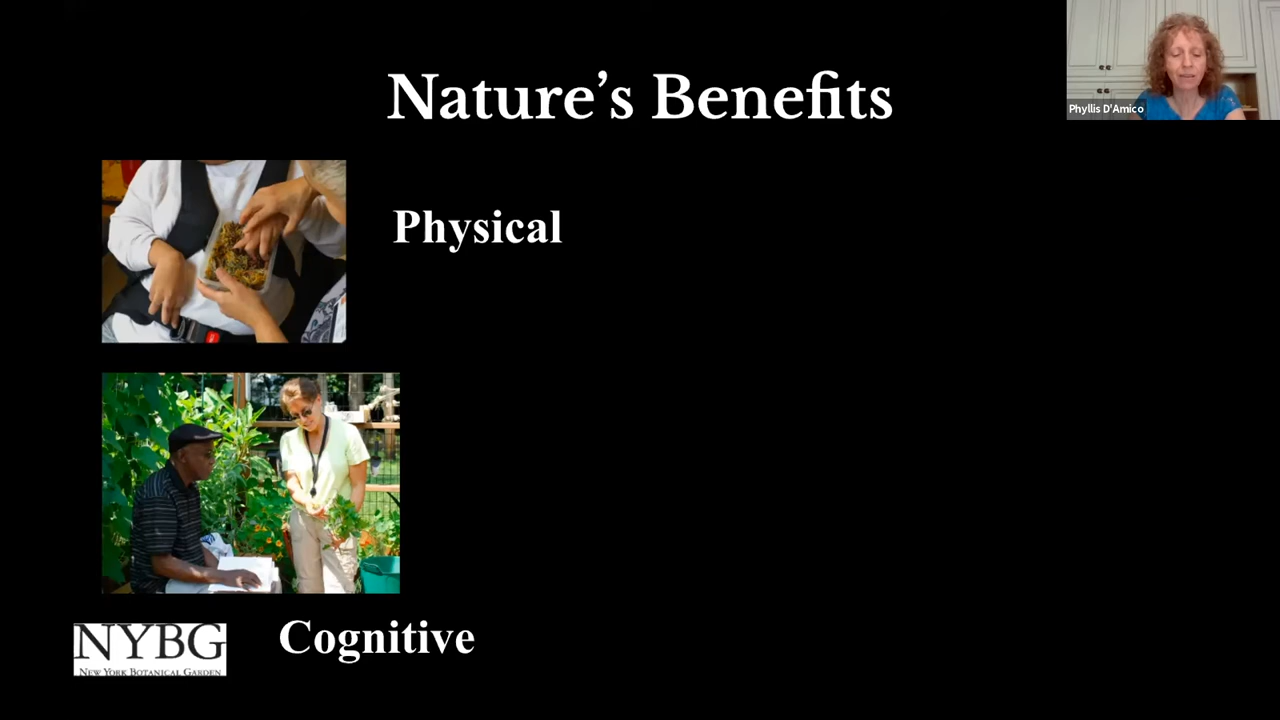 Nature’s Benefits
Phyllis D'Amico
Physical
Cognitive
NYBG
NEW YORK BOTANICAL GARDEN